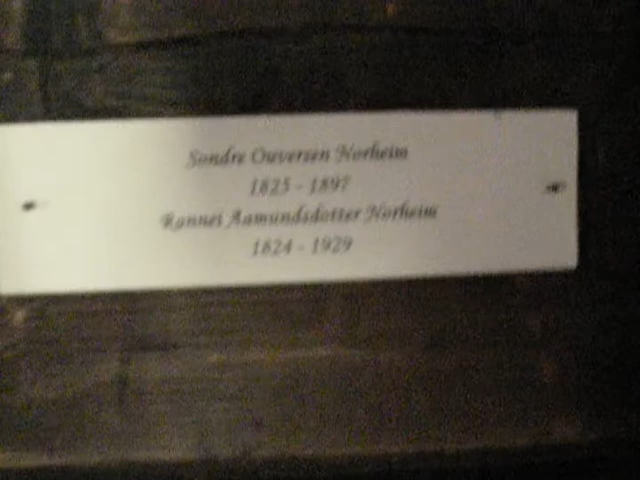 Sondre Ouversen Norheim
1825 - 1897
Rannei Aamundsdotter Norheim
1824 - 1929